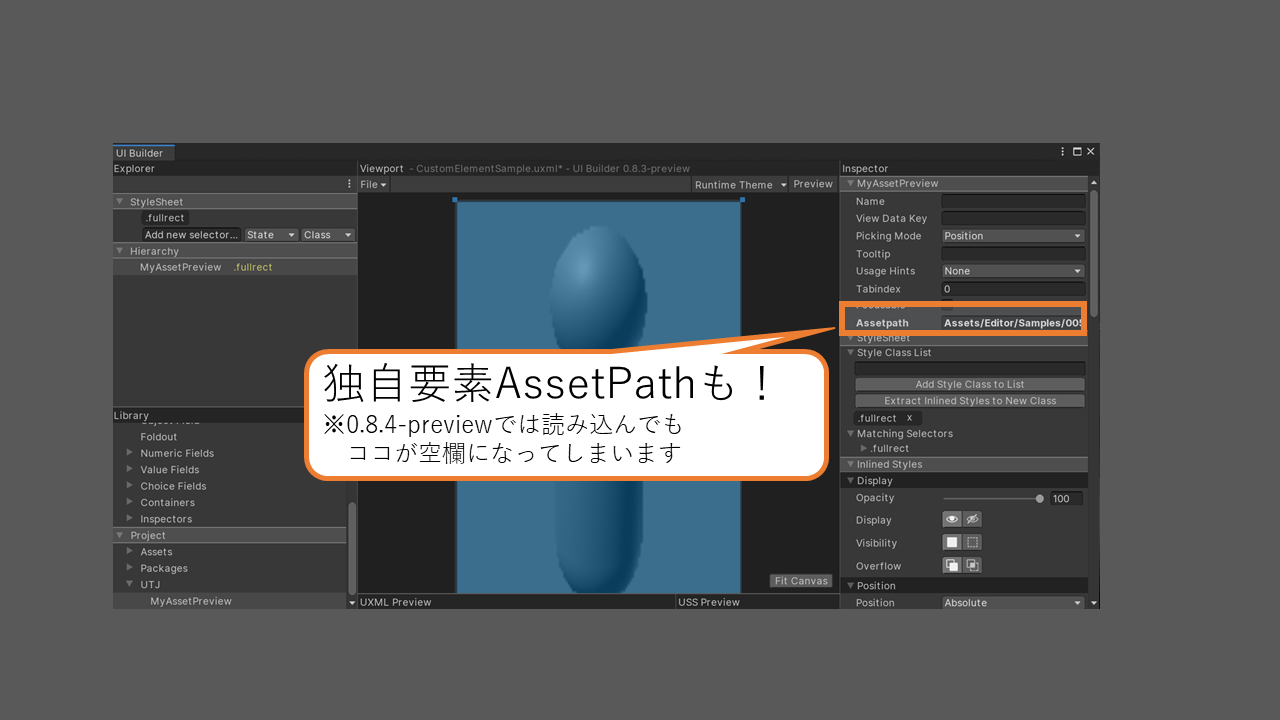 UI Builder
Explorer
StyleSheet
.fullrect
Add new selector... State Class
Hierarchy
MyAssetPreview .fullrect
Library
Foldout
Numeric Fields
Value Fields
Choice Fields
Containers
Inspectors
Project
Assets
Packages
UTJ
MyAssetPreview
Viewport - CustomElementSample.uxml* - UI Builder 0.8.3-preview
File Runtime Theme Preview
Fit Canvas
UXML Preview USS Preview
独自要素AssetPathも！
※0.8.4-previewでは読み込んでも
ココが空欄になってしまいます
Inspector
MyAssetPreview
Name
View Data Key
Picking Mode Position
Tooltip
Usage Hints None
Tabindex 0
Assetpath Assets/Editor/Samples/005
StyleSheet
Style Class List
Add Style Class to List
Extract Inlined Styles to New Class
.fullrect x
Matching Selectors
.fullrect
Inlined Styles
Display
Opacity 100
Display
Visibility
Overflow
Position
Position Absolute